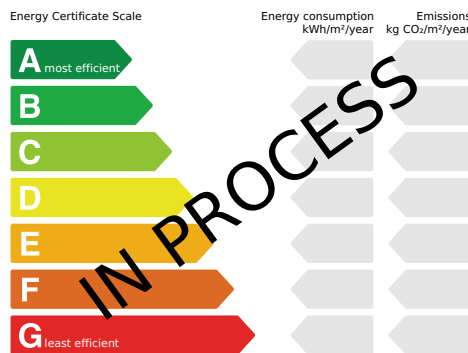 Energy Certificate Scale
Energy consumption
kWh/m²/year
Emissions
kg CO₂/m²/year
A most efficient
B
C
D
E
F
G least efficient
IN PROCESS